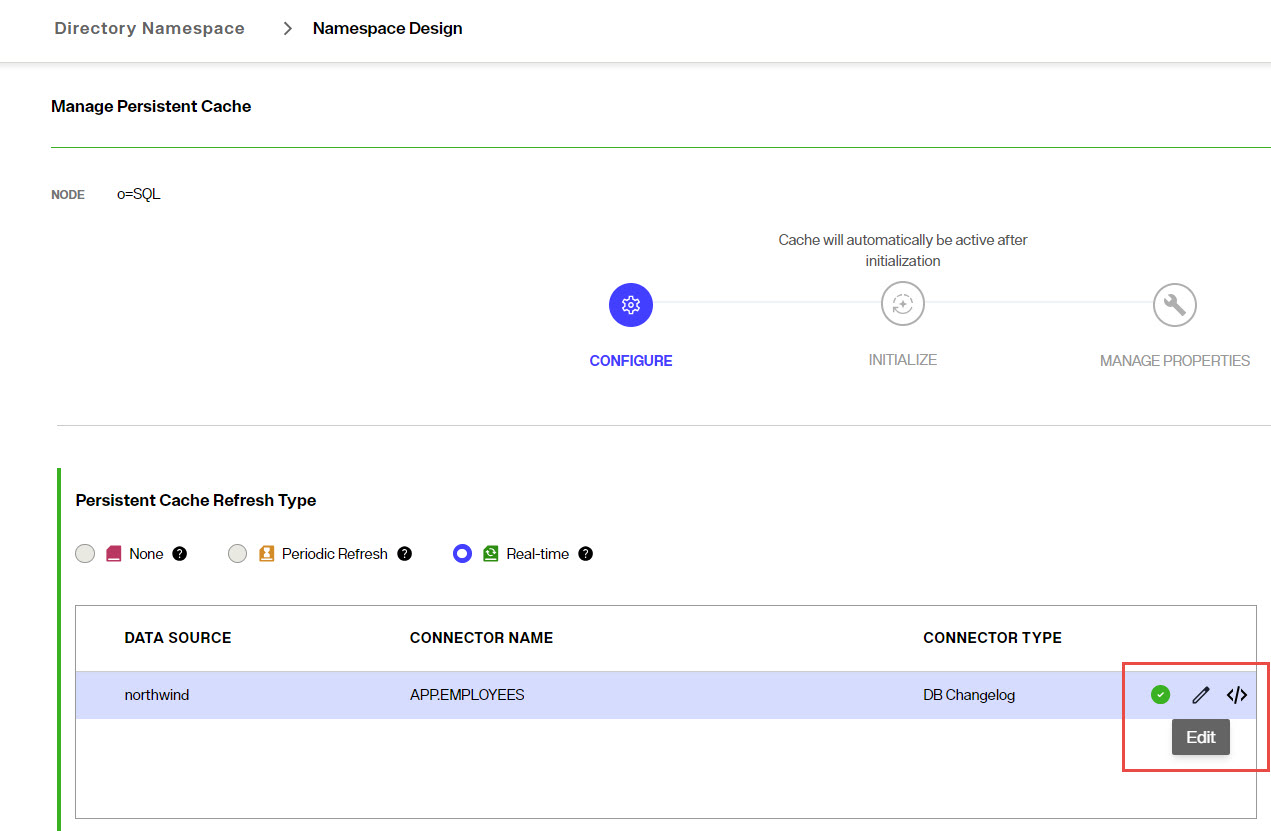 Directory Namespace > Namespace Design
Manage Persistent Cache
NODE o=SQL
Cache will automatically be active after
initialization
CONFIGURE INITIALIZE MANAGE PROPERTIES
Persistent Cache Refresh Type
None ? Periodic Refresh ? Real-time ?
DATA SOURCE CONNECTOR NAME CONNECTOR TYPE
northwind APP.EMPLOYEES DB Changelog </>
Edit